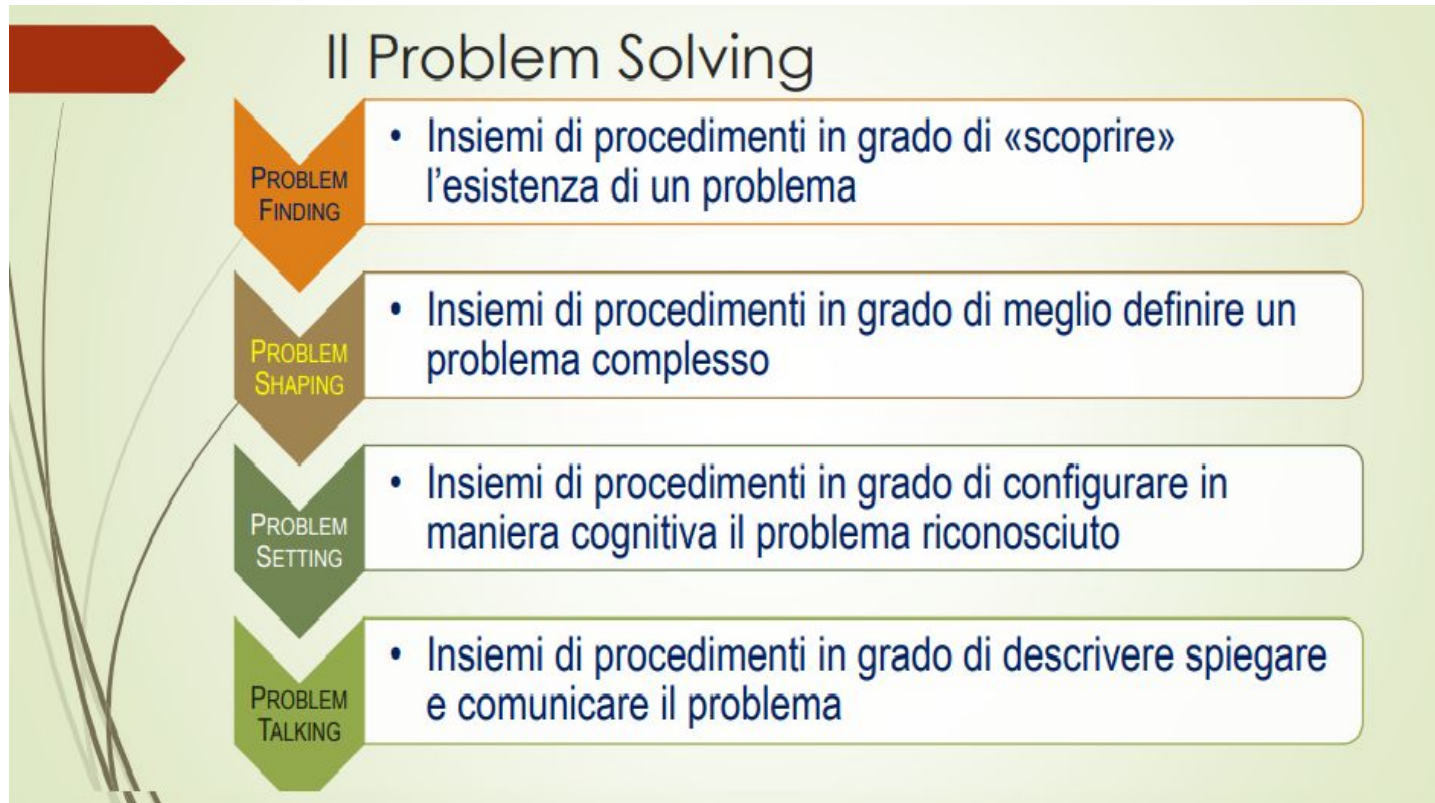 Il Problem Solving
PROBLEM
FINDING
• Insiemi di procedimenti in grado di «scoprire»
l'esistenza di un problema
PROBLEM
SHAPING
• Insiemi di procedimenti in grado di meglio definire un
problema complesso
PROBLEM
SETTING
• Insiemi di procedimenti in grado di configurare in
maniera cognitiva il problema riconosciuto
PROBLEM
TALKING
• Insiemi di procedimenti in grado di descrivere spiegare
e comunicare il problema